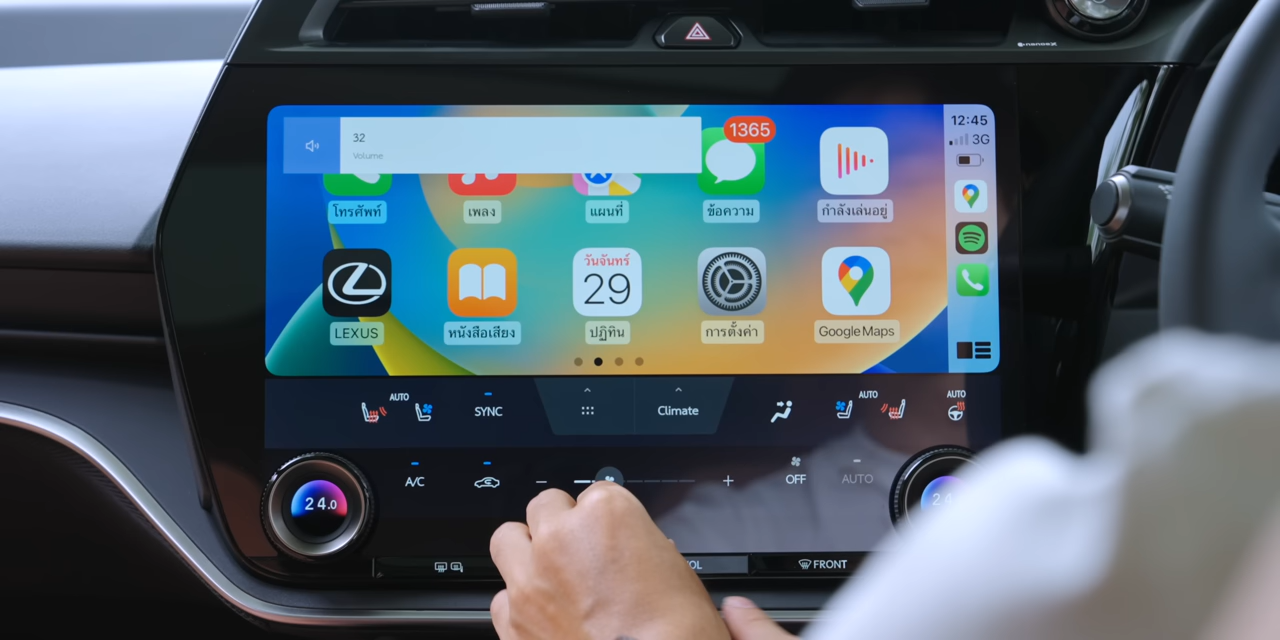 nanoeX
32
Volume
1365
12:45
3G
โทรศัพท์
เพลง
แผนที่
ข้อความ
กำลังเล่นอยู่
วันจันทร์
29
LEXUS
หนังสือเสียง
ปฏิทิน
การตั้งค่า
Google Maps
AUTO
SYNC
Climate
AUTO
AUTO
A/C
OFF
AUTO
24.0
24
FRONT